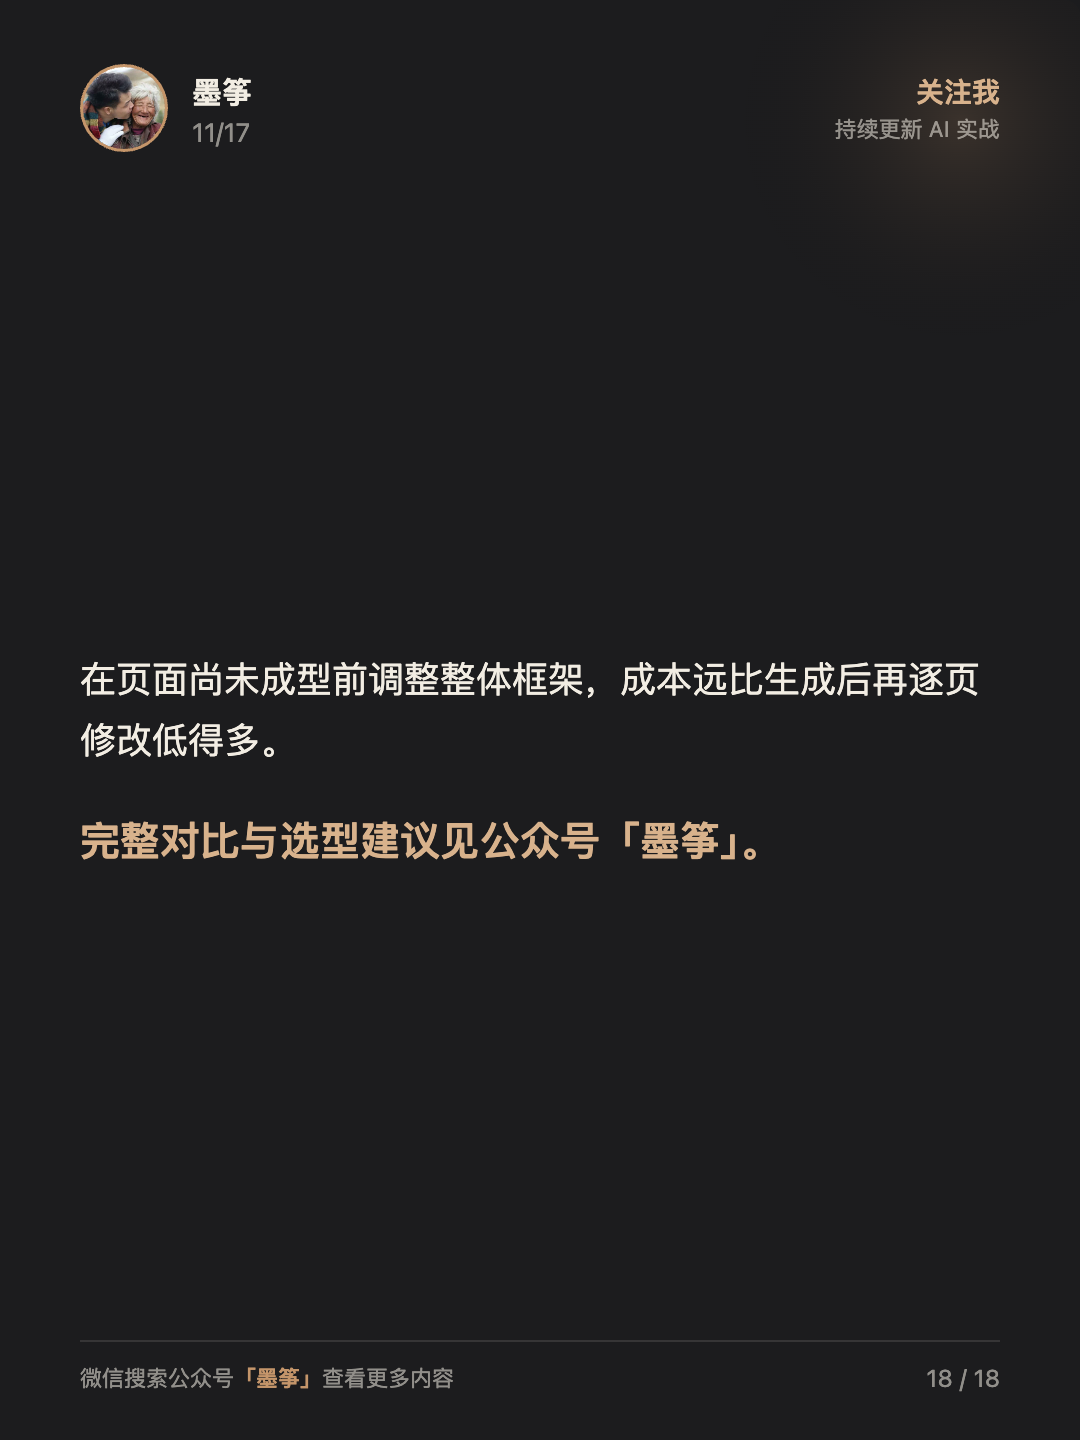 墨筝
11/17
关注我
持续更新 AI 实战
在页面尚未成型前调整整体框架，成本远比生成后再逐页
修改低得多。
完整对比与选型建议见公众号「墨筝」。
微信搜索公众号「墨筝」查看更多内容
18 / 18